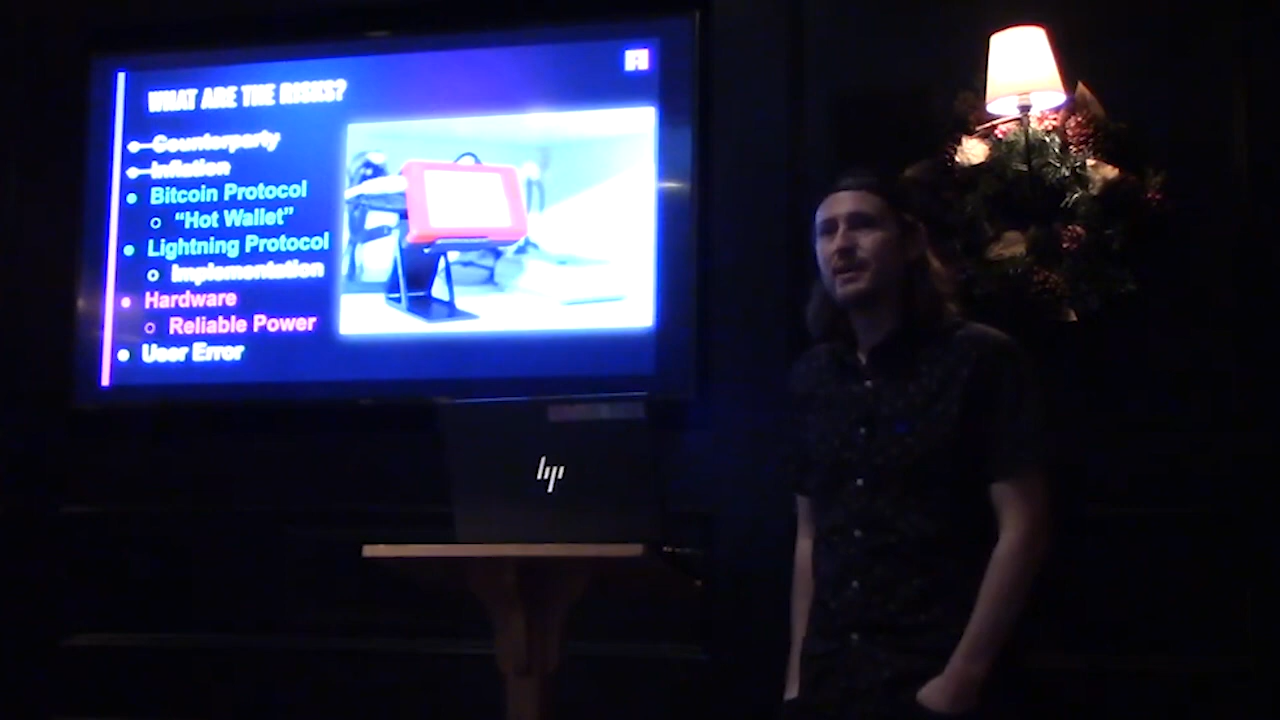 WHAT ARE THE RISKS?
Counterparty
Inflation
Bitcoin Protocol
"Hot Wallet"
Lightning Protocol
Implementation
Hardware
Reliable Power
User Error
hp